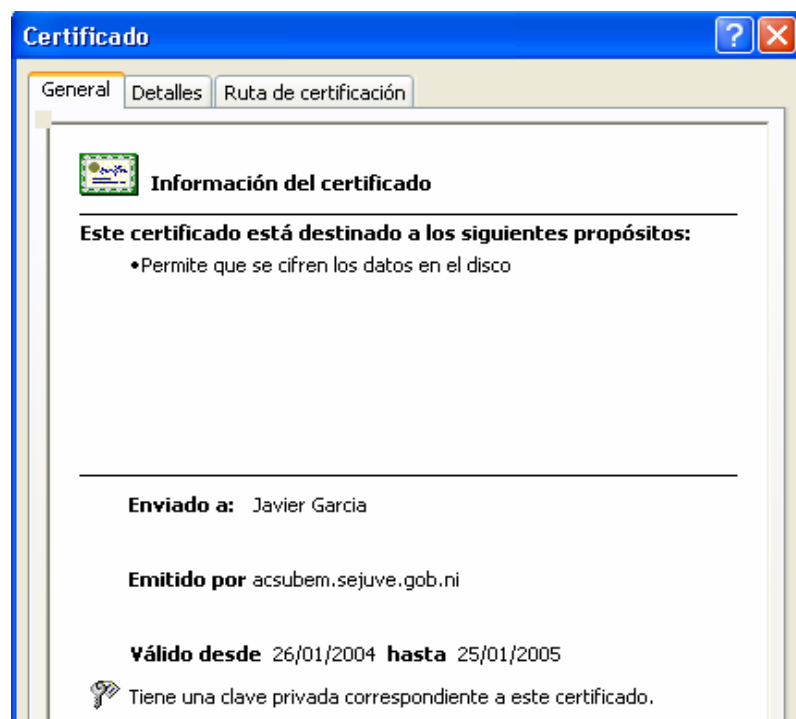 Certificado
General Detalles Ruta de certificación
Información del certificado
Este certificado está destinado a los siguientes propósitos:
•Permite que se cifren los datos en el disco
Enviado a: Javier Garcia
Emitido por acsubem.sejuve.gob.ni
Válido desde 26/01/2004 hasta 25/01/2005
Tiene una clave privada correspondiente a este certificado.